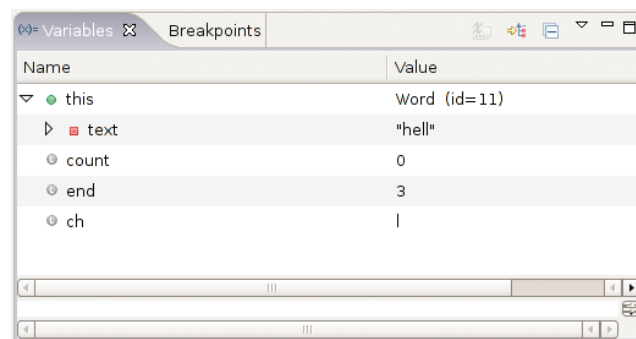 (x)= Variables Breakpoints
Name Value
this Word (id=11)
text "hell"
count 0
end 3
ch l